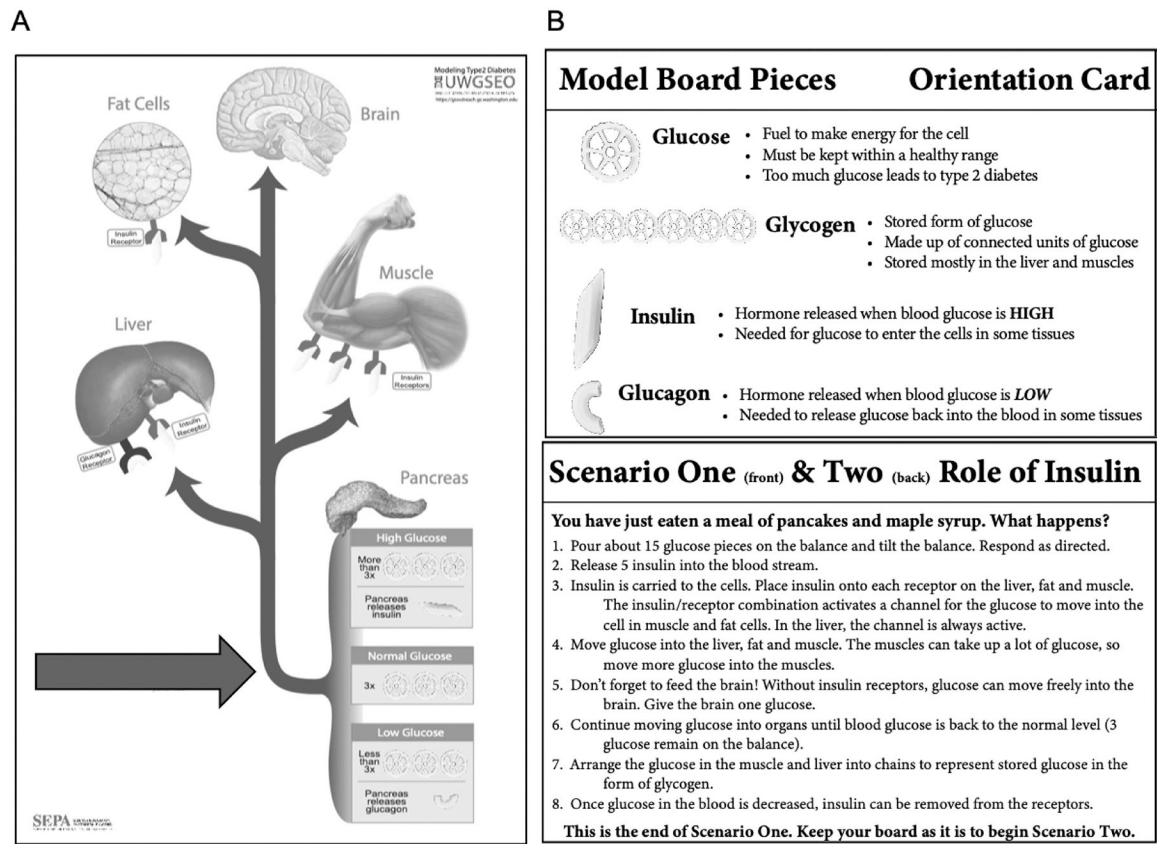 A
B
Modeling Type2 Diabetes
UWGSEO
https://gsoutreach.gs.washington.edu
Fat Cells
Brain
Insulin
Receptor
Muscle
Liver
Insulin
Receptors
Insulin
Receptor
Glucagon
Receptor
Pancreas
High Glucose
More
than
3x
Pancreas
releases
insulin
Normal Glucose
3x
Low Glucose
Less
than
3x
Pancreas
releases
glucagon
SEPA
Model Board Pieces Orientation Card
Glucose
• Fuel to make energy for the cell
• Must be kept within a healthy range
• Too much glucose leads to type 2 diabetes
Glycogen
• Stored form of glucose
• Made up of connected units of glucose
• Stored mostly in the liver and muscles
Insulin
• Hormone released when blood glucose is HIGH
• Needed for glucose to enter the cells in some tissues
Glucagon
• Hormone released when blood glucose is LOW
• Needed to release glucose back into the blood in some tissues
Scenario One (front) & Two (back) Role of Insulin
You have just eaten a meal of pancakes and maple syrup. What happens?
1. Pour about 15 glucose pieces on the balance and tilt the balance. Respond as directed.
2. Release 5 insulin into the blood stream.
3. Insulin is carried to the cells. Place insulin onto each receptor on the liver, fat and muscle.
The insulin/receptor combination activates a channel for the glucose to move into the
cell in muscle and fat cells. In the liver, the channel is always active.
4. Move glucose into the liver, fat and muscle. The muscles can take up a lot of glucose, so
move more glucose into the muscles.
5. Don't forget to feed the brain! Without insulin receptors, glucose can move freely into the
brain. Give the brain one glucose.
6. Continue moving glucose into organs until blood glucose is back to the normal level (3
glucose remain on the balance).
7. Arrange the glucose in the muscle and liver into chains to represent stored glucose in the
form of glycogen.
8. Once glucose in the blood is decreased, insulin can be removed from the receptors.
This is the end of Scenario One. Keep your board as it is to begin Scenario Two.